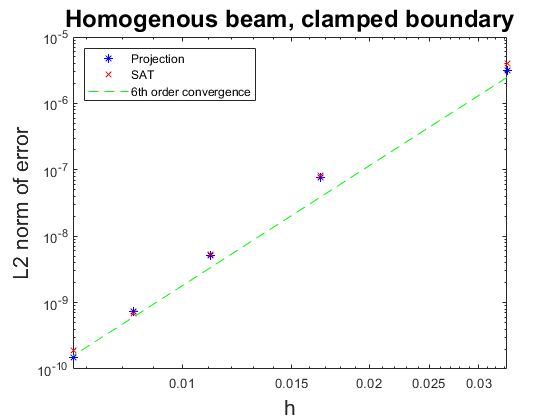 Homogenous beam, clamped boundary
10-5
Projection
SAT
6th order convergence
10-6
10-7
10-8
10-9
10-10
L2 norm of error
0.01
0.015
0.02
0.025
0.03
h